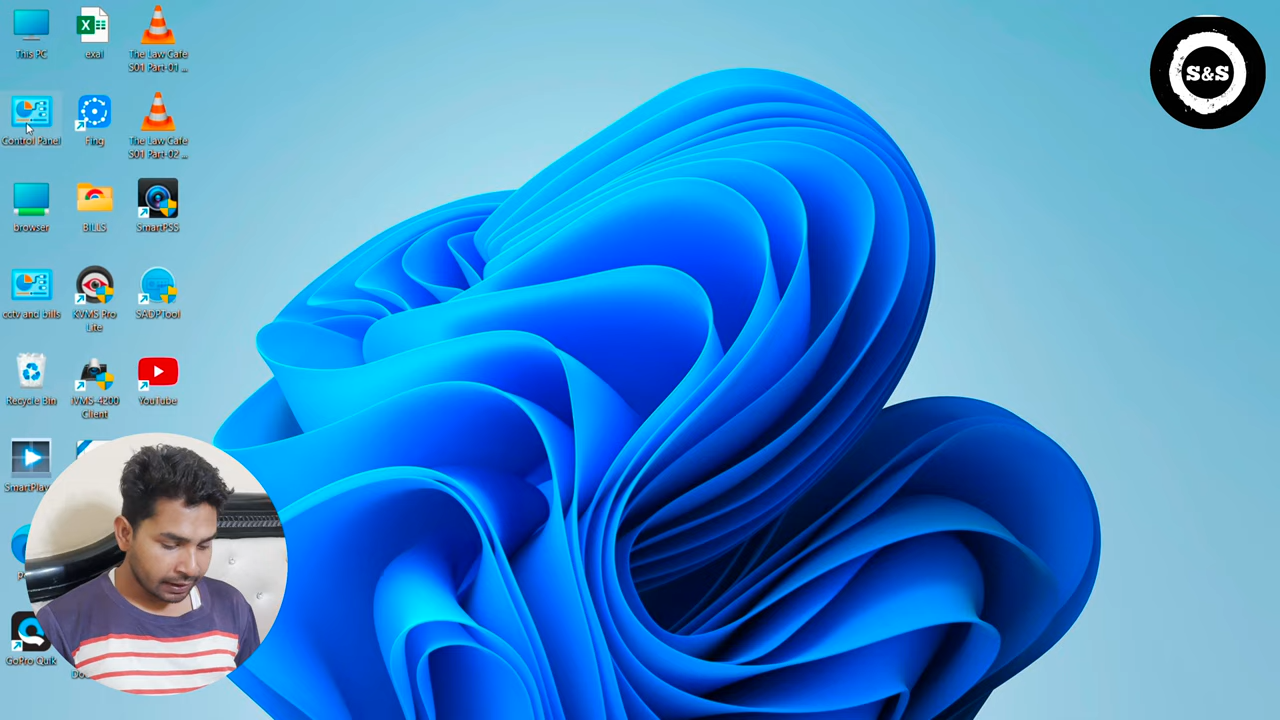 This PC
exal
The Law Cafe
S01 Part-01 ...
Control Panel
Fing
The Law Cafe
S01 Part-02 ...
browser
BILLS
SmartPSS
cctv and bills
KVMS Pro
Lite
SADPTool
Recycle Bin
iVMS-4200
Client
YouTube
SmartPlay
GoPro Quik
S&S